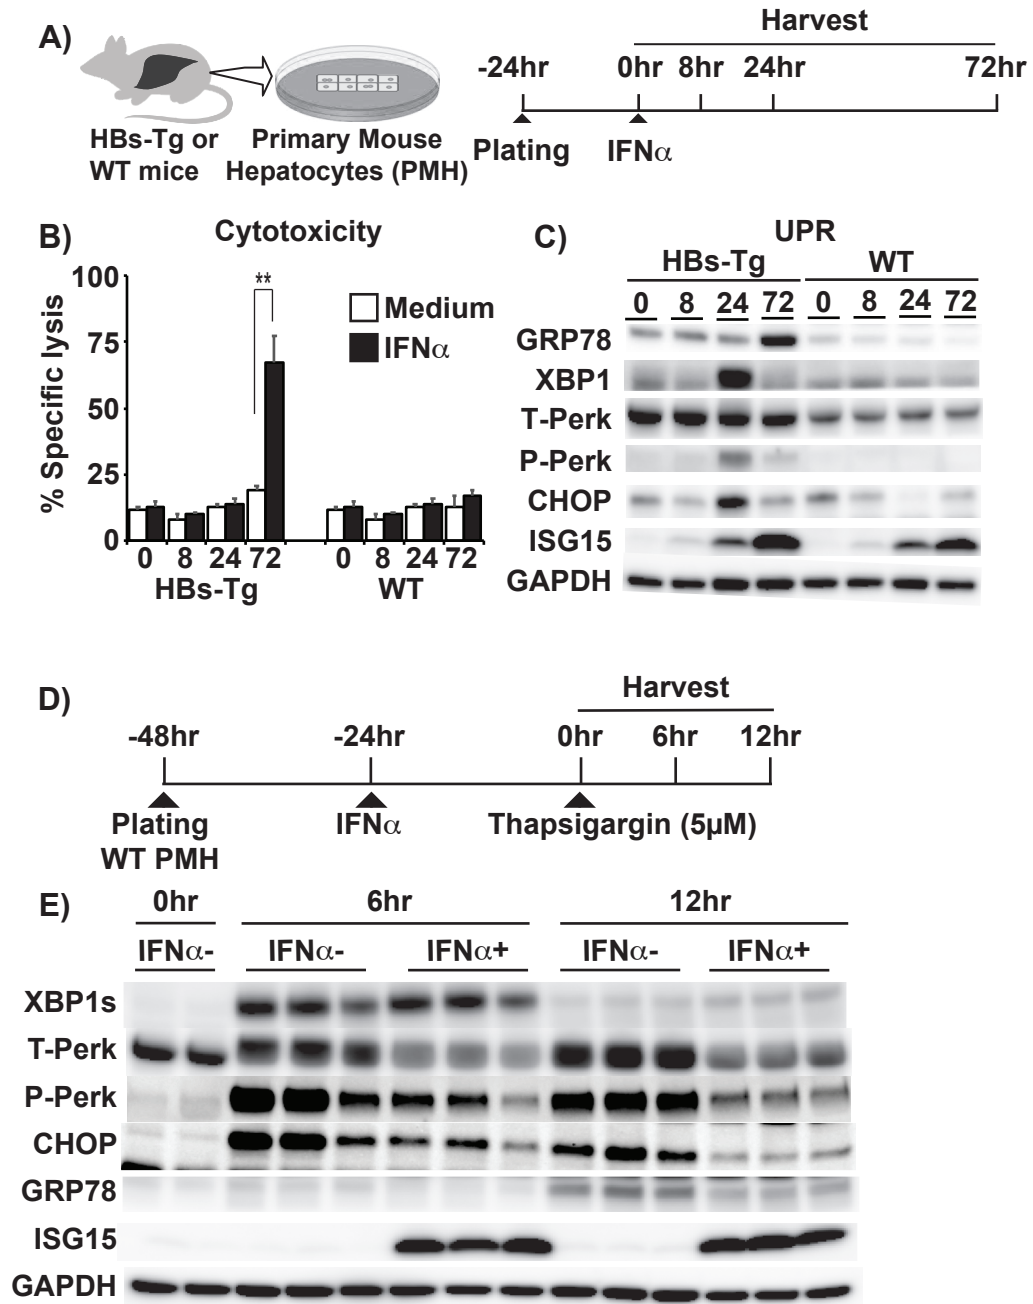 A)
Harvest
-24hr 0hr 8hr 24hr 72hr
Plating IFNα
HBs-Tg or
WT mice
Primary Mouse
Hepatocytes (PMH)
B)
Cytotoxicity
% Specific lysis
100
75
50
25
0
**
Medium
IFNα
0 8 24 72 0 8 24 72
HBs-Tg WT
C)
UPR
HBs-Tg WT
0 8 24 72 0 8 24 72
GRP78
XBP1
T-Perk
P-Perk
CHOP
ISG15
GAPDH
D)
Harvest
-48hr -24hr 0hr 6hr 12hr
Plating
WT PMH
IFNα
Thapsigargin (5µM)
E)
0hr 6hr 12hr
IFNα- IFNα- IFNα+ IFNα- IFNα+
XBP1s
T-Perk
P-Perk
CHOP
GRP78
ISG15
GAPDH